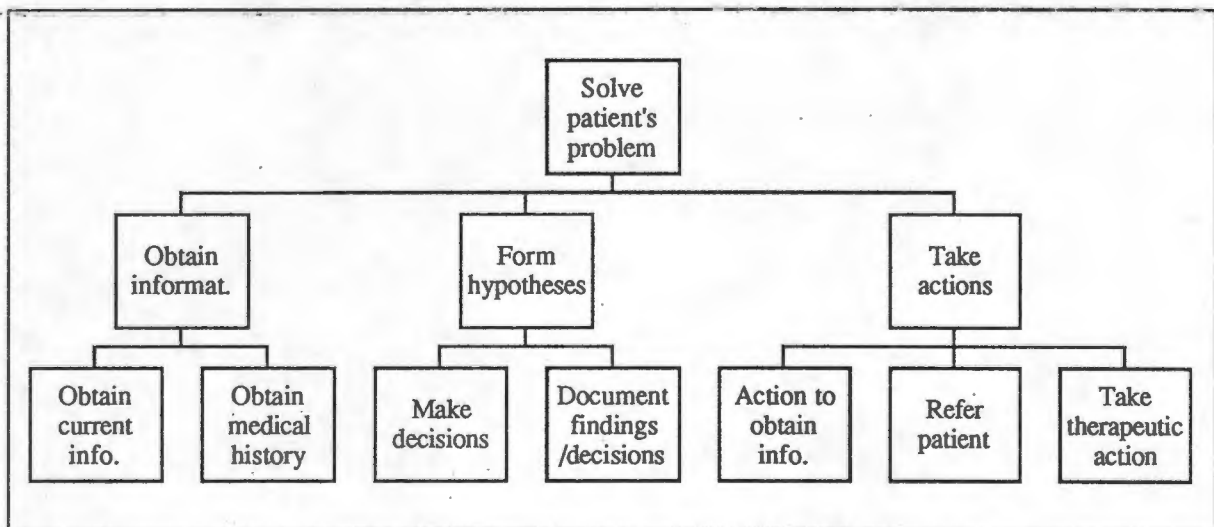 Solve
patient's
problem
Obtain
informat.
Form
hypotheses
Take
actions
Obtain
current
info.
Obtain
medical
history
Make
decisions
Document
findings
/decisions
Action to
obtain
info.
Refer
patient
Take
therapeutic
action